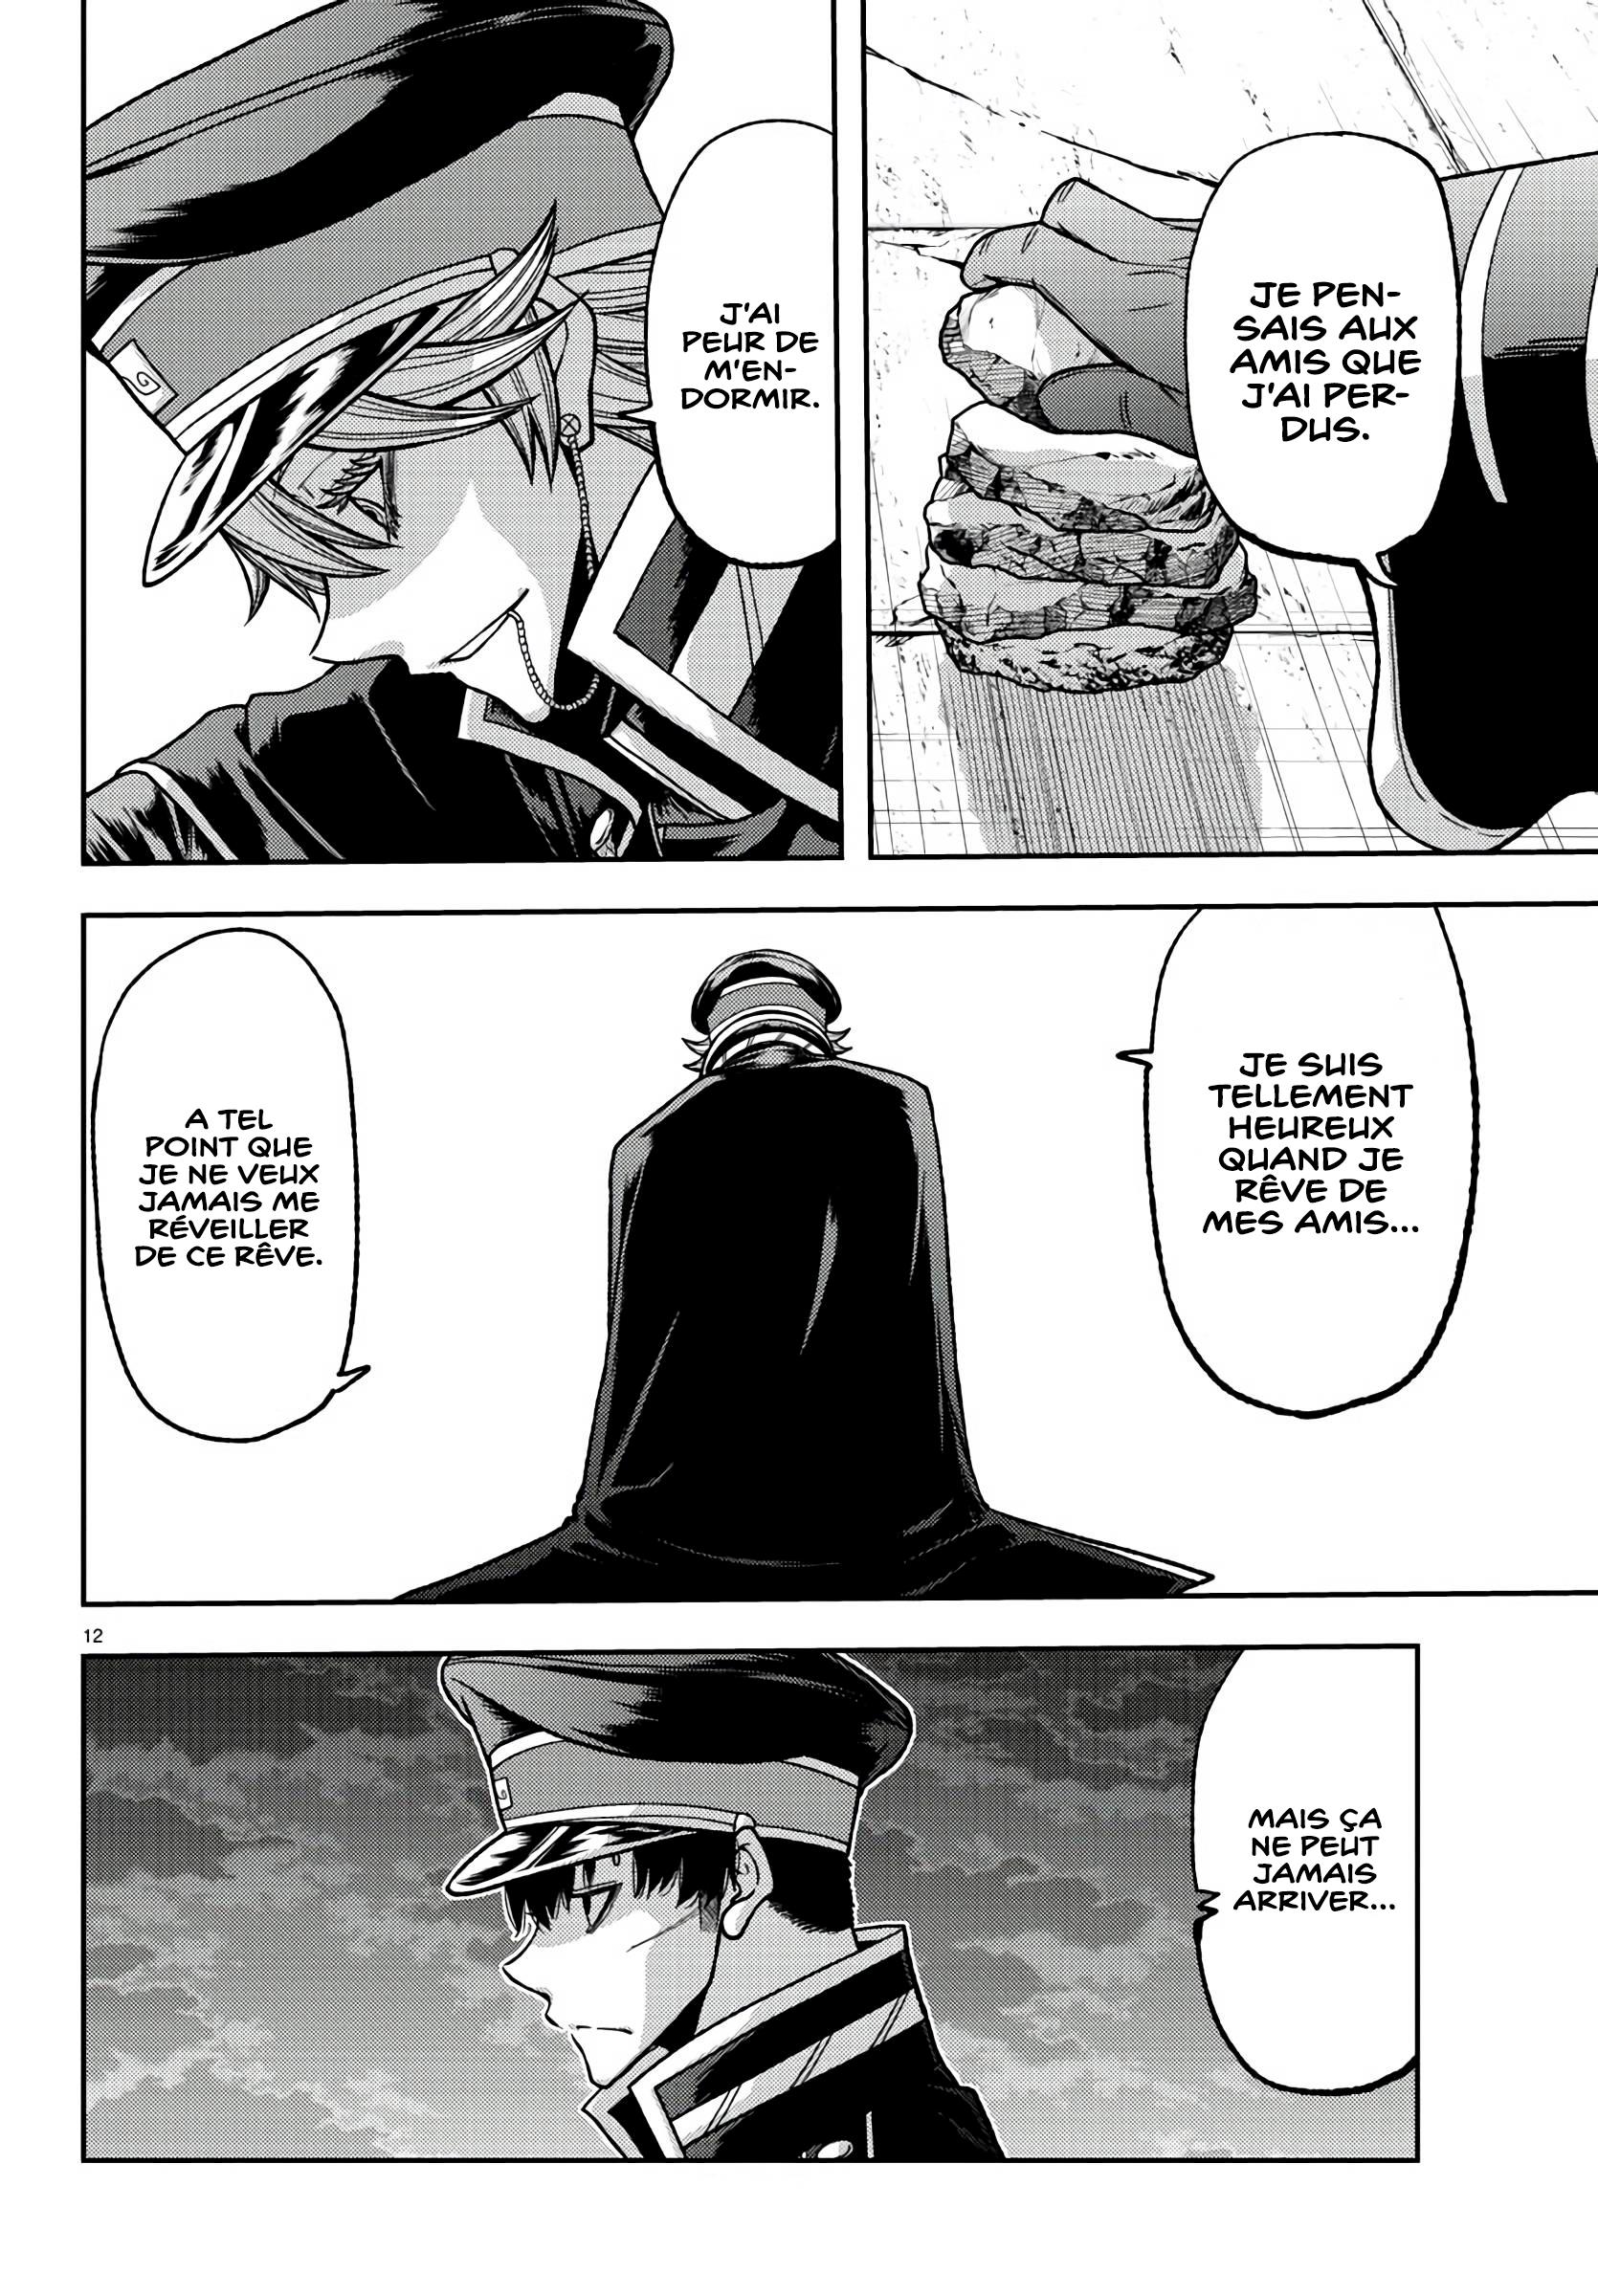 JE PEN-
SAIS AUX
AMIS QUE
J'AI PER-
DUS.
J'AI
PEUR DE
M'EN-
DORMIR.
JE SUIS
TELLEMENT
HEUREUX
QUAND JE
RÊVE DE
MES AMIS...
A TEL
POINT QUE
JE NE VEUX
JAMAIS ME
RÉVEILLER
DE CE RÊVE.
12
MAIS ÇA
NE PEUT
JAMAIS
ARRIVER...